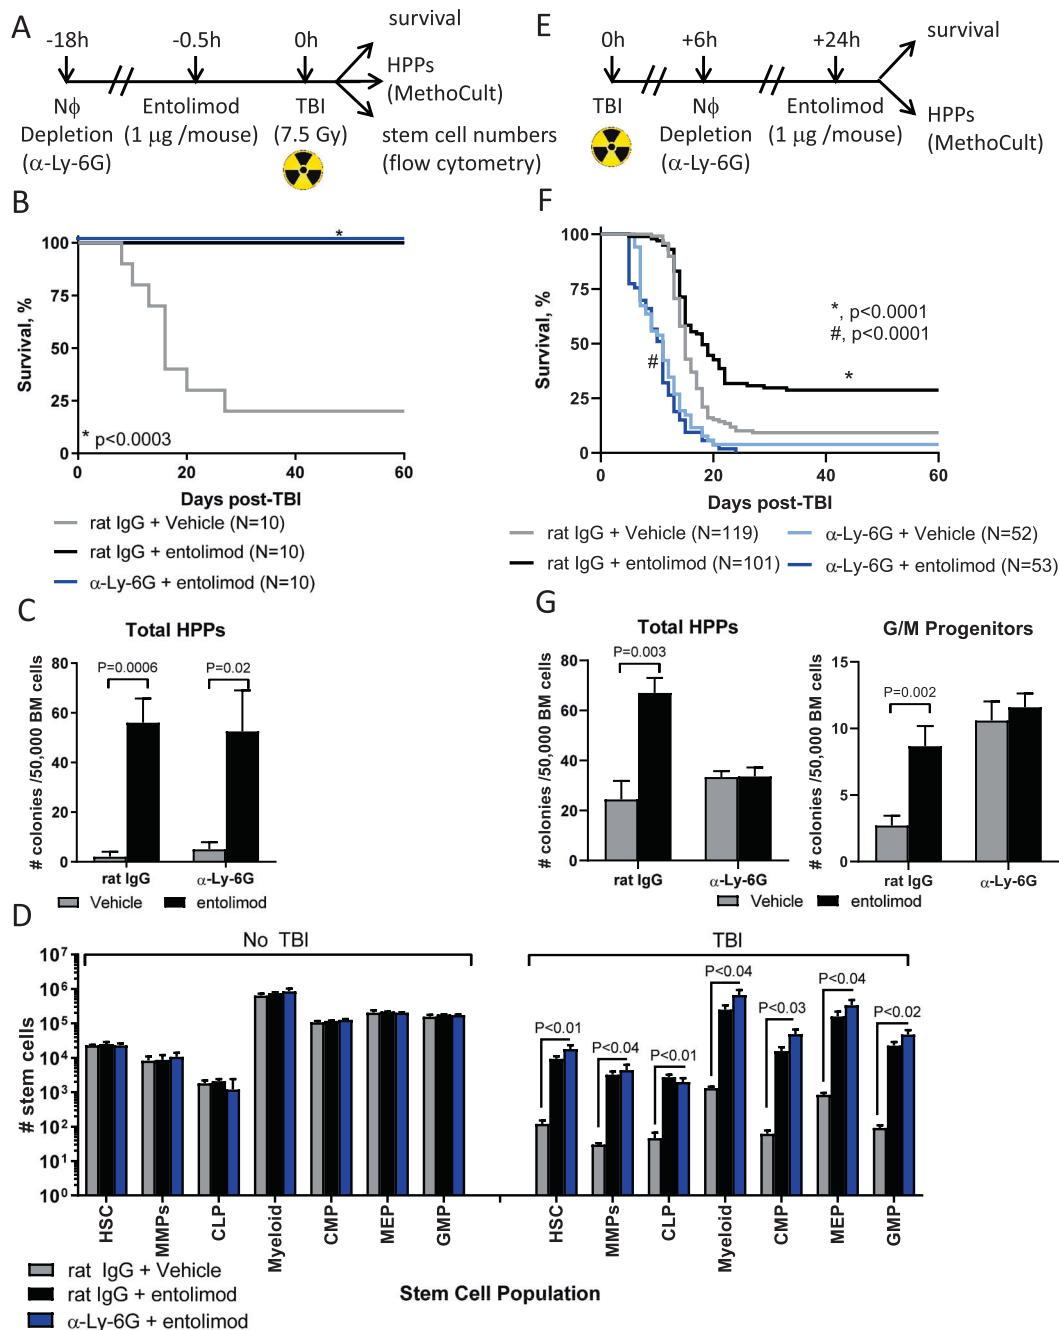 A
-18h
-0.5h
0h
survival
HPPs
(MethoCult)
stem cell numbers
(flow cytometry)
Nϕ
Depletion
(α-Ly-6G)
Entolimod
(1 μg /mouse)
TBI
(7.5 Gy)
E
0h
+6h
+24h
survival
HPPs
(MethoCult)
TBI
Nϕ
Depletion
(α-Ly-6G)
Entolimod
(1 μg /mouse)
B
Survival, %
100
75
50
25
0
*
* p<0.0003
0
20
40
60
Days post-TBI
rat IgG + Vehicle (N=10)
rat IgG + entolimod (N=10)
α-Ly-6G + entolimod (N=10)
F
Survival, %
100
75
50
25
0
*, p<0.0001
#, p<0.0001
#
*
0
20
40
60
Days post-TBI
rat IgG + Vehicle (N=119)
rat IgG + entolimod (N=101)
α-Ly-6G + Vehicle (N=52)
α-Ly-6G + entolimod (N=53)
C
Total HPPs
# colonies /50,000 BM cells
80
60
40
20
0
P=0.0006
P=0.02
rat IgG
α-Ly-6G
Vehicle
entolimod
G
Total HPPs
# colonies /50,000 BM cells
80
60
40
20
0
P=0.003
rat IgG
α-Ly-6G
G/M Progenitors
# colonies /50,000 BM cells
15
10
5
0
P=0.002
rat IgG
α-Ly-6G
Vehicle
entolimod
D
No TBI
TBI
# stem cells
10⁷
10⁶
10⁵
10⁴
10³
10²
10¹
10⁰
P<0.01
P<0.04
P<0.01
P<0.04
P<0.03
P<0.04
P<0.02
HSC
MMPs
CLP
Myeloid
CMP
MEP
GMP
HSC
MMPs
CLP
Myeloid
CMP
MEP
GMP
Stem Cell Population
rat IgG + Vehicle
rat IgG + entolimod
α-Ly-6G + entolimod